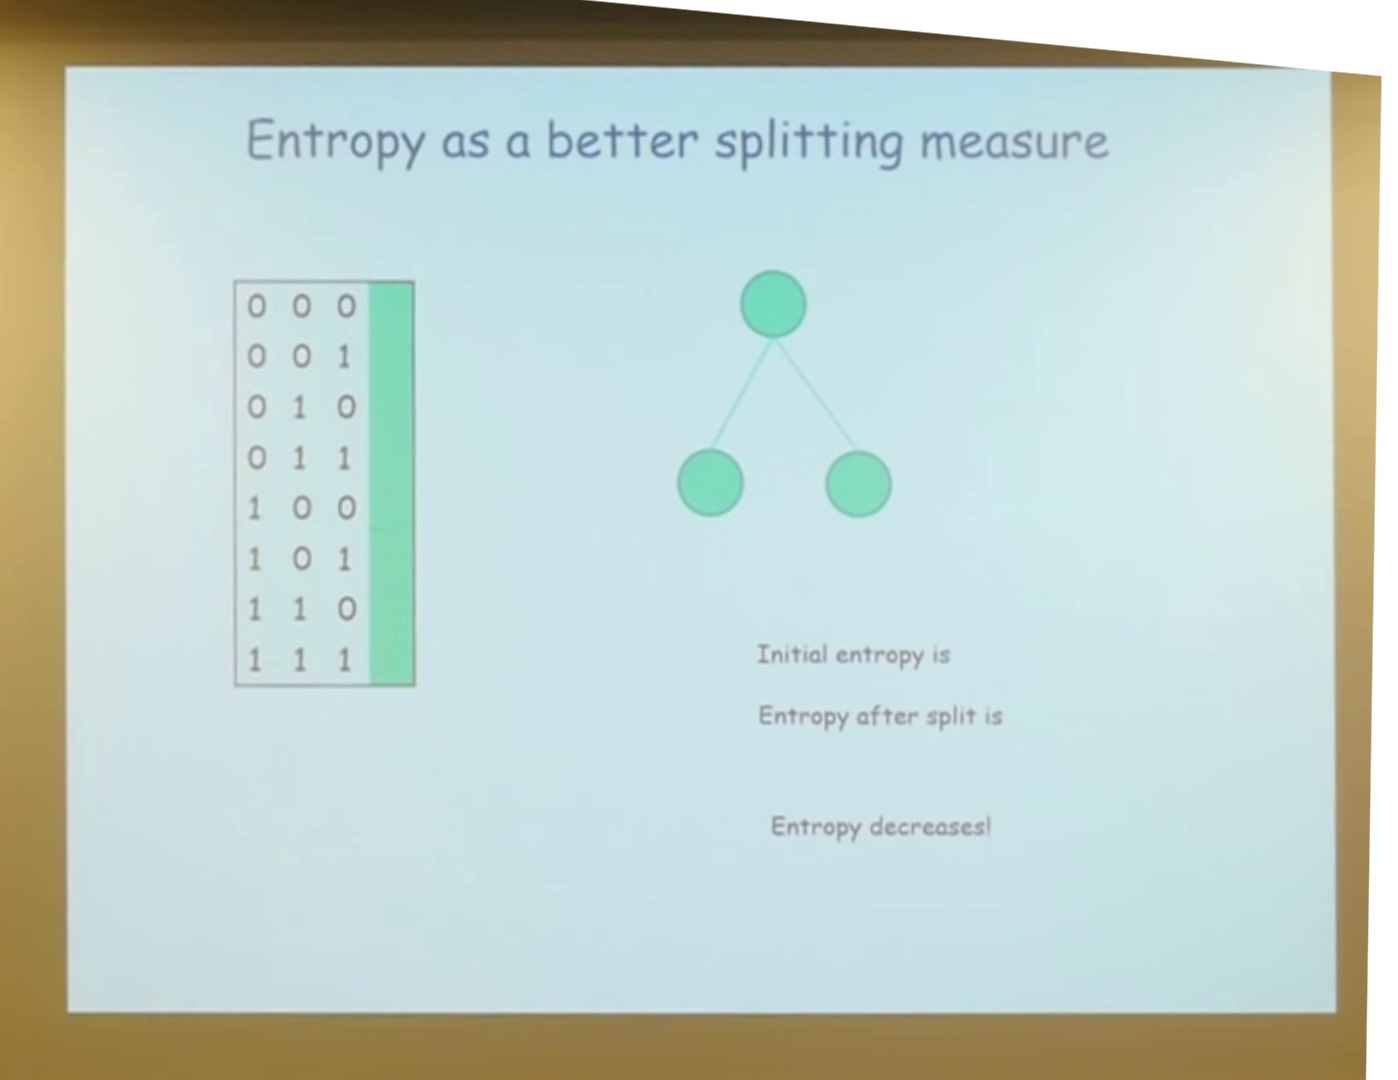 Entropy as a better splitting measure
0 0 0
0 0 1
0 1 0
0 1 1
1 0 0
1 0 1
1 1 0
1 1 1
Initial entropy is
Entropy after split is
Entropy decreases!